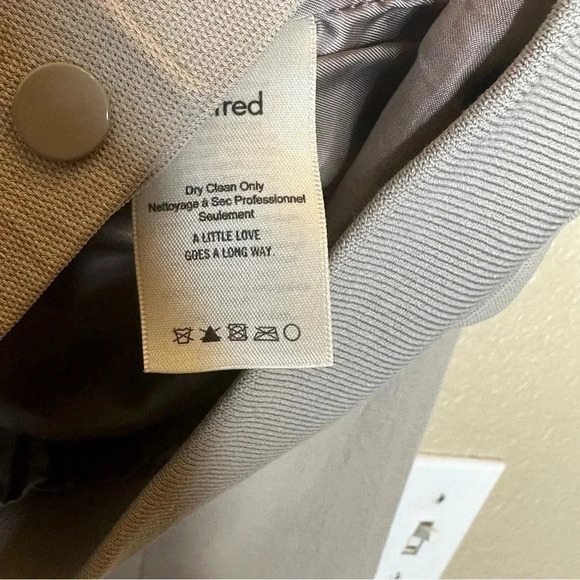 fred
Dry Clean Only
Nettoyage à Sec Professionnel
Seulement
A LITTLE LOVE
GOES A LONG WAY.